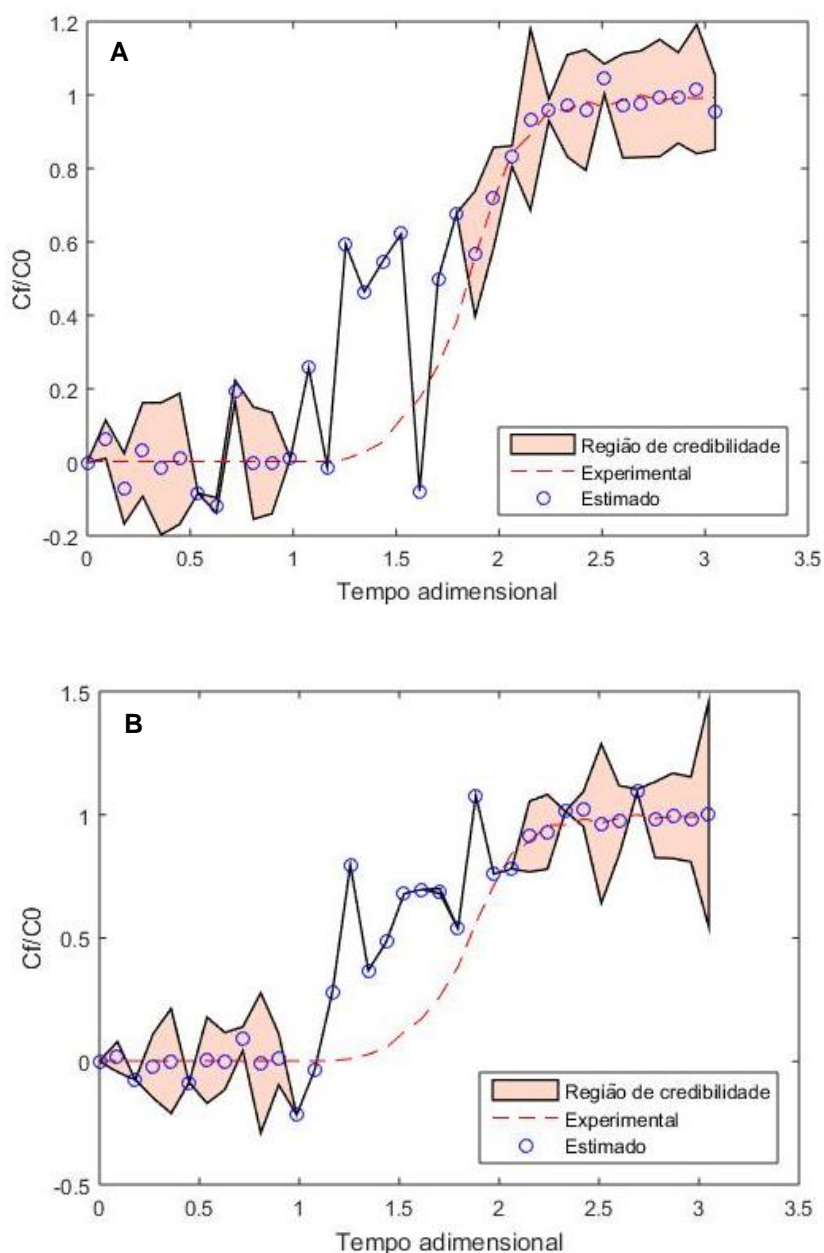 A
1.2
1
0.8
0.6
0.4
0.2
0
-0.2
Cf/C0
0 0.5 1 1.5 2 2.5 3 3.5
Tempo adimensional
Região de credibilidade
Experimental
Estimado
B
1.5
1
0.5
0
-0.5
Cf/C0
0 0.5 1 1.5 2 2.5 3 3.5
Tempo adimensional
Região de credibilidade
Experimental
Estimado